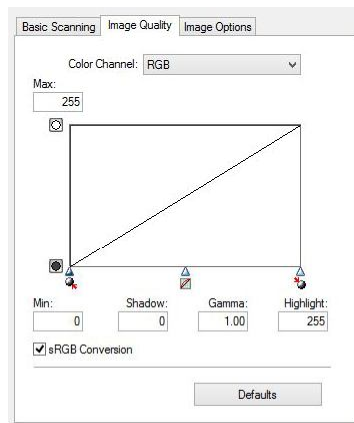 Basic Scanning Image Quality Image Options
Color Channel: RGB
Max:
255
Min: Shadow: Gamma: Highlight:
0 0 1.00 255
sRGB Conversion
Defaults